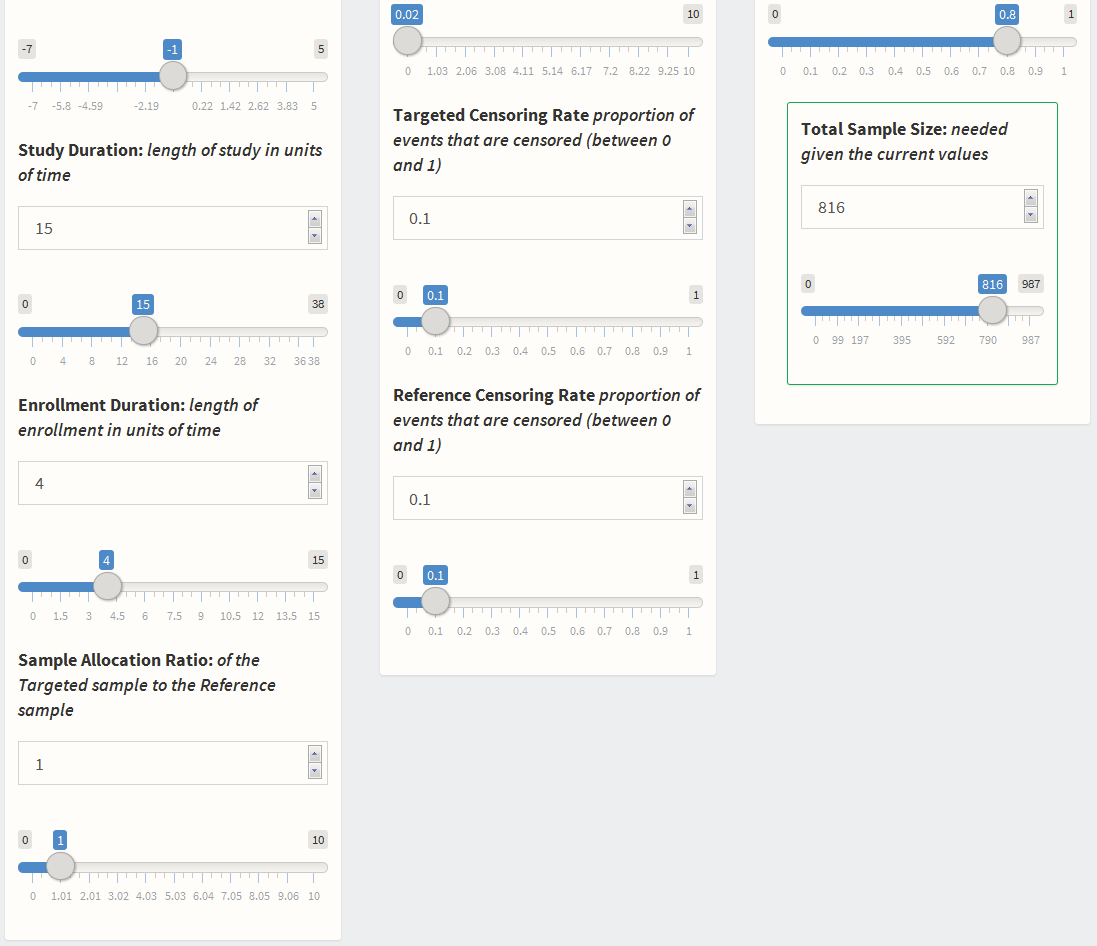 -7 -1 5
-7 -5.8 -4.59 -2.19 0.22 1.42 2.62 3.83 5
Study Duration: length of study in units
of time
15
0 15 38
0 4 8 12 16 20 24 28 32 36 38
Enrollment Duration: length of
enrollment in units of time
4
0 4 15
0 1.5 3 4.5 6 7.5 9 10.5 12 13.5 15
Sample Allocation Ratio: of the
Targeted sample to the Reference
sample
1
0 1 10
0 1.01 2.01 3.02 4.03 5.03 6.04 7.05 8.05 9.06 10
0.02 10
0 1.03 2.06 3.08 4.11 5.14 6.17 7.2 8.22 9.25 10
Targeted Censoring Rate proportion of
events that are censored (between 0
and 1)
0.1
0 0.1 1
0 0.1 0.2 0.3 0.4 0.5 0.6 0.7 0.8 0.9 1
Reference Censoring Rate proportion of
events that are censored (between 0
and 1)
0.1
0 0.1 1
0 0.1 0.2 0.3 0.4 0.5 0.6 0.7 0.8 0.9 1
0 0.8 1
0 0.1 0.2 0.3 0.4 0.5 0.6 0.7 0.8 0.9 1
Total Sample Size: needed
given the current values
816
0 816 987
0 99 197 395 592 790 987